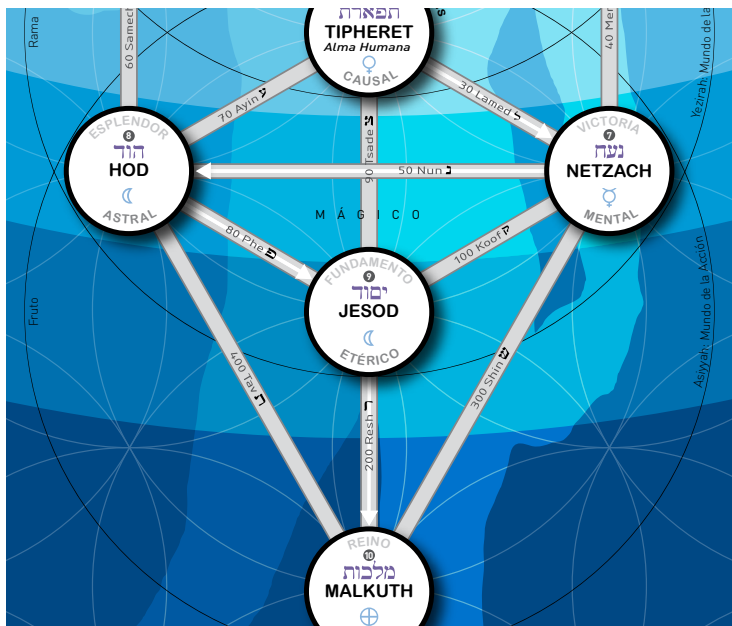 Rama
60 Samech
תפארת
TIPHERET
Alma Humana
♀
CAUSAL
Yezirah: Mundo de la
70 Ayin ע
30 Lamed ל
ESPLENDOR
8
הוד
HOD
☾
ASTRAL
90 Tsade צ
50 Nun נ
VICTORIA
7
נצח
NETZACH
☿
MENTAL
MÁGICO
80 Phe
100 Koof ק
FUNDAMENTO
9
יסוד
JESOD
☾
ETÉRICO
Fruto
Asiyyah: Mundo de la Acción
400 Tav ת
200 Resh ר
300 Shin ש
REINO
10
מלכות
MALKUTH